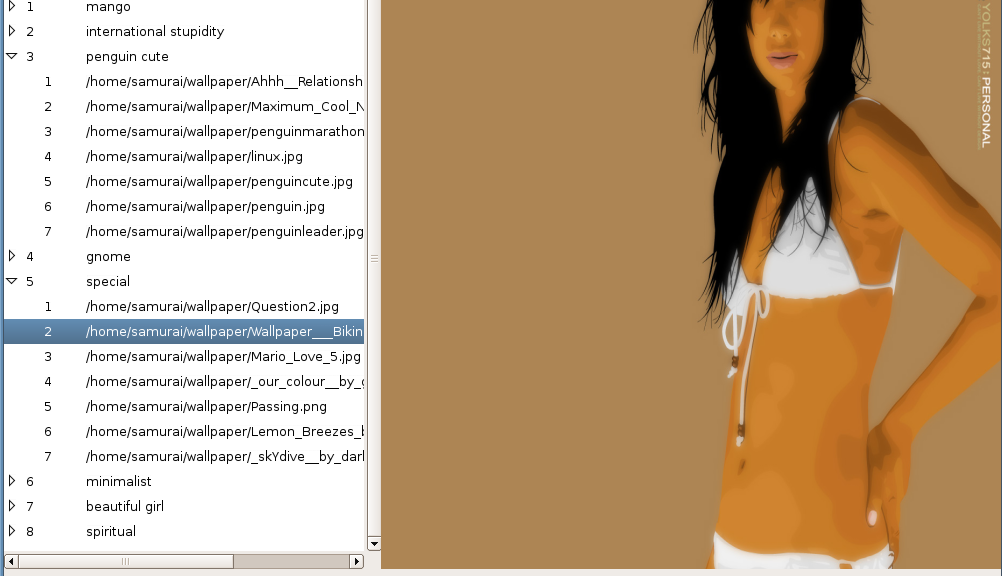 1 mango
2 international stupidity
3 penguin cute
1 /home/samurai/wallpaper/Ahhh__Relationsh
2 /home/samurai/wallpaper/Maximum_Cool_N
3 /home/samurai/wallpaper/penguinmarathon
4 /home/samurai/wallpaper/linux.jpg
5 /home/samurai/wallpaper/penguincute.jpg
6 /home/samurai/wallpaper/penguin.jpg
7 /home/samurai/wallpaper/penguinleader.jpg
4 gnome
5 special
1 /home/samurai/wallpaper/Question2.jpg
2 /home/samurai/wallpaper/Wallpaper___Bikin
3 /home/samurai/wallpaper/Mario_Love_5.jpg
4 /home/samurai/wallpaper/_our_colour__by_
5 /home/samurai/wallpaper/Passing.png
6 /home/samurai/wallpaper/Lemon_Breezes_b
7 /home/samurai/wallpaper/_skYdive__by_darl
6 minimalist
7 beautiful girl
8 spiritual
YOLKS715:PERSONAL